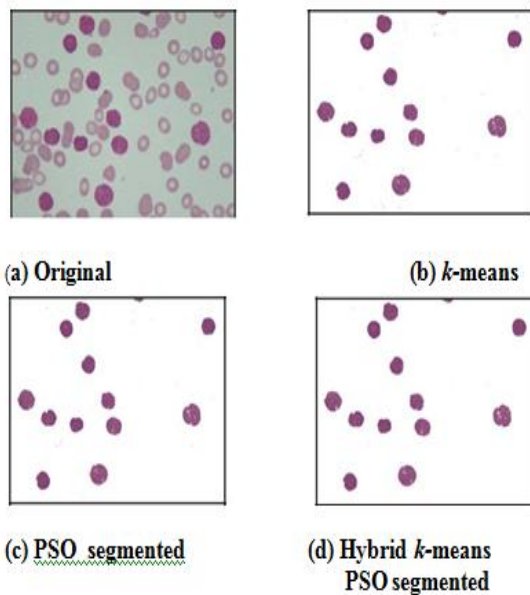 (a) Original
(b) k-means
(c) PSO segmented
(d) Hybrid k-means
PSO segmented